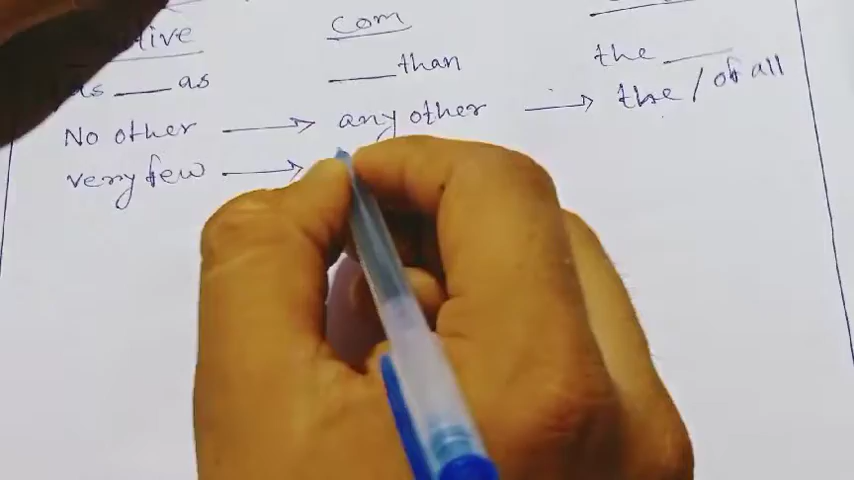 com
as ___ as ___ than the ___
No other → any other → the / of all
very few →